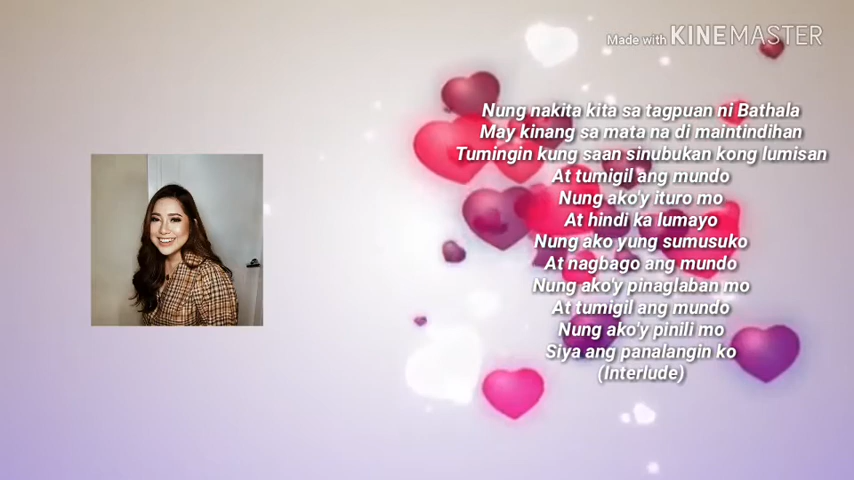 Made with KINEMASTER
Nung nakita kita sa tagpuan ni Bathala
May kinang sa mata na di maintindihan
Tumingin kung saan sinubukan kong lumisan
At tumigil ang mundo
Nung ako'y ituro mo
At hindi ka lumayo
Nung ako yung sumusuko
At nagbago ang mundo
Nung ako'y pinaglaban mo
At tumigil ang mundo
Nung ako'y pinili mo
Siya ang panalangin ko
(Interlude)